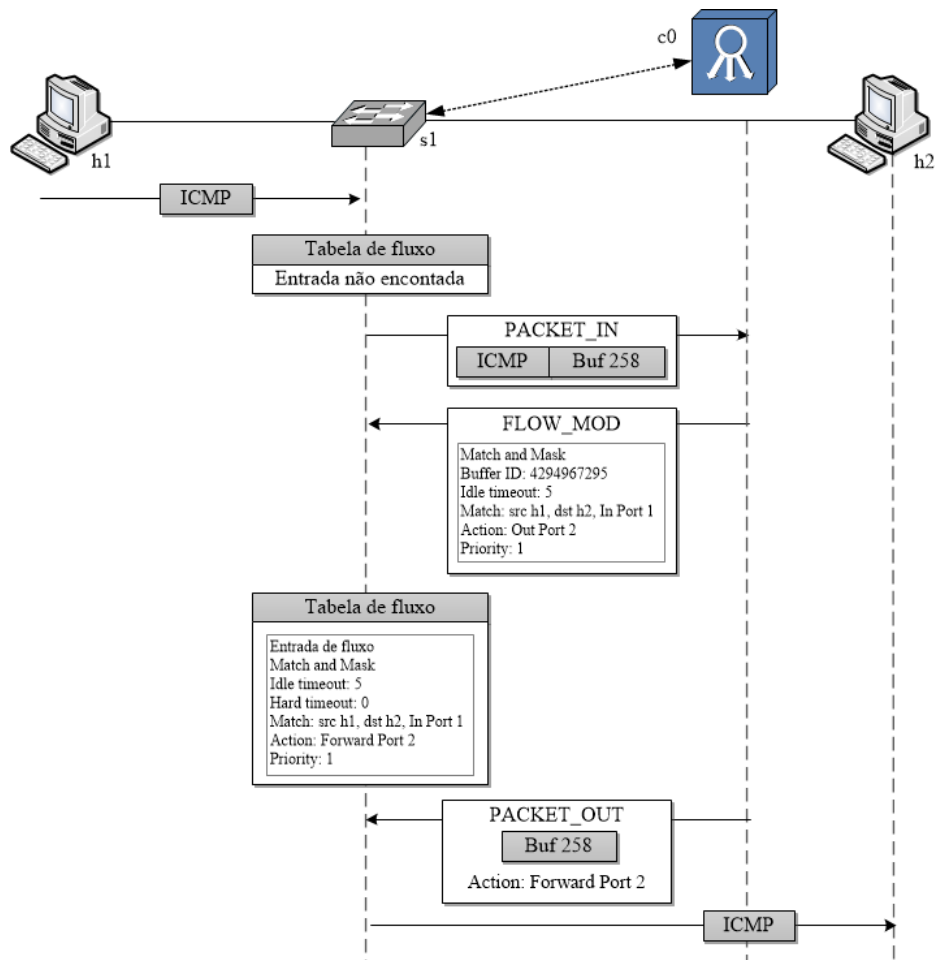 c0
s1
h1
h2
ICMP
Tabela de fluxo
Entrada não encontada
PACKET_IN
ICMP
Buf 258
FLOW_MOD
Match and Mask
Buffer ID: 4294967295
Idle timeout: 5
Match: src h1, dst h2, In Port 1
Action: Out Port 2
Priority: 1
Tabela de fluxo
Entrada de fluxo
Match and Mask
Idle timeout: 5
Hard timeout: 0
Match: src h1, dst h2, In Port 1
Action: Forward Port 2
Priority: 1
PACKET_OUT
Buf 258
Action: Forward Port 2
ICMP